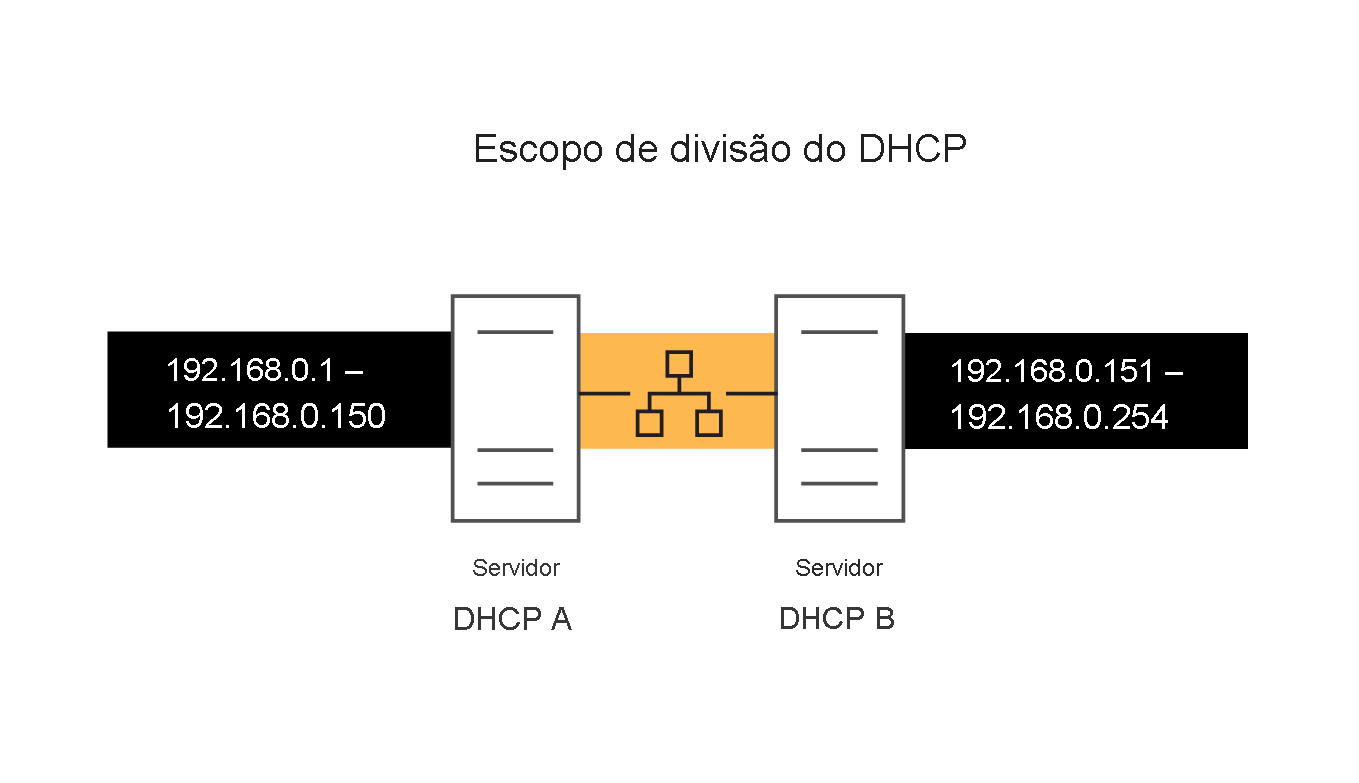 Escopo de divisão do DHCP
192.168.0.1 –
192.168.0.150
192.168.0.151 –
192.168.0.254
Servidor
DHCP A
Servidor
DHCP B